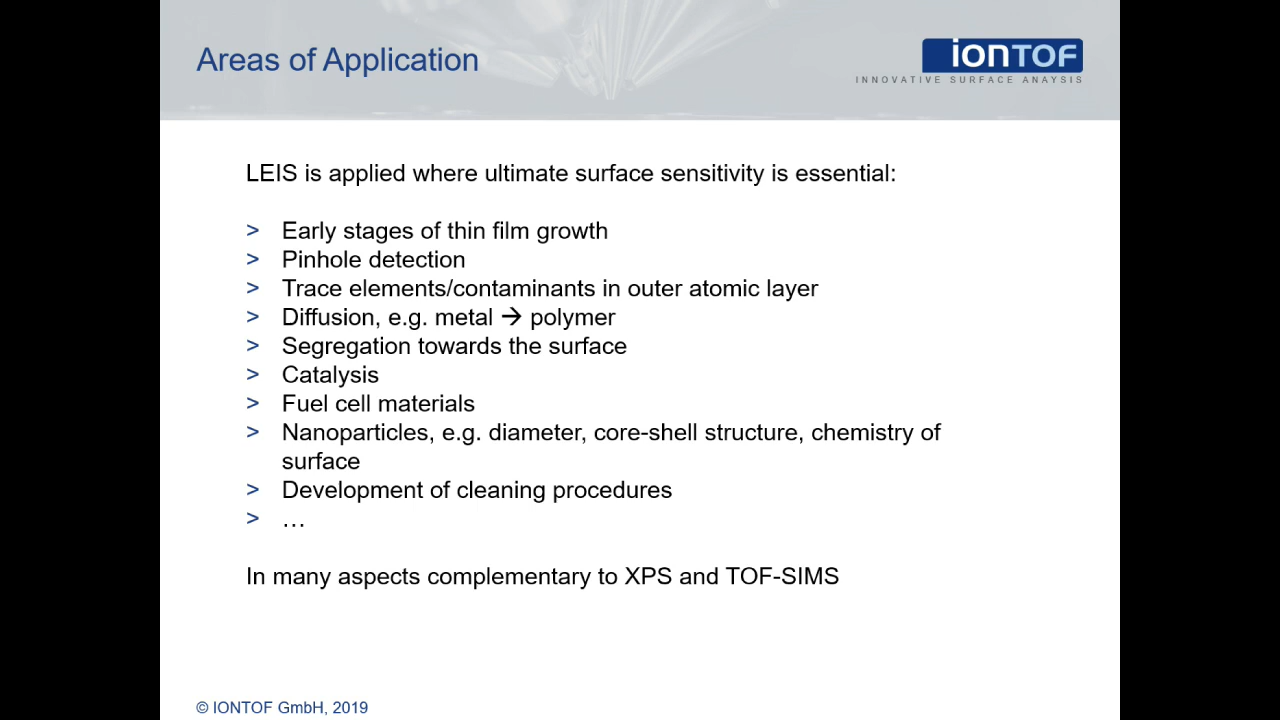 Areas of Application
iontof
INNOVATIVE SURFACE ANAYSIS
LEIS is applied where ultimate surface sensitivity is essential:
> Early stages of thin film growth
> Pinhole detection
> Trace elements/contaminants in outer atomic layer
> Diffusion, e.g. metal → polymer
> Segregation towards the surface
> Catalysis
> Fuel cell materials
> Nanoparticles, e.g. diameter, core-shell structure, chemistry of
surface
> Development of cleaning procedures
> …
In many aspects complementary to XPS and TOF-SIMS
© IONTOF GmbH, 2019